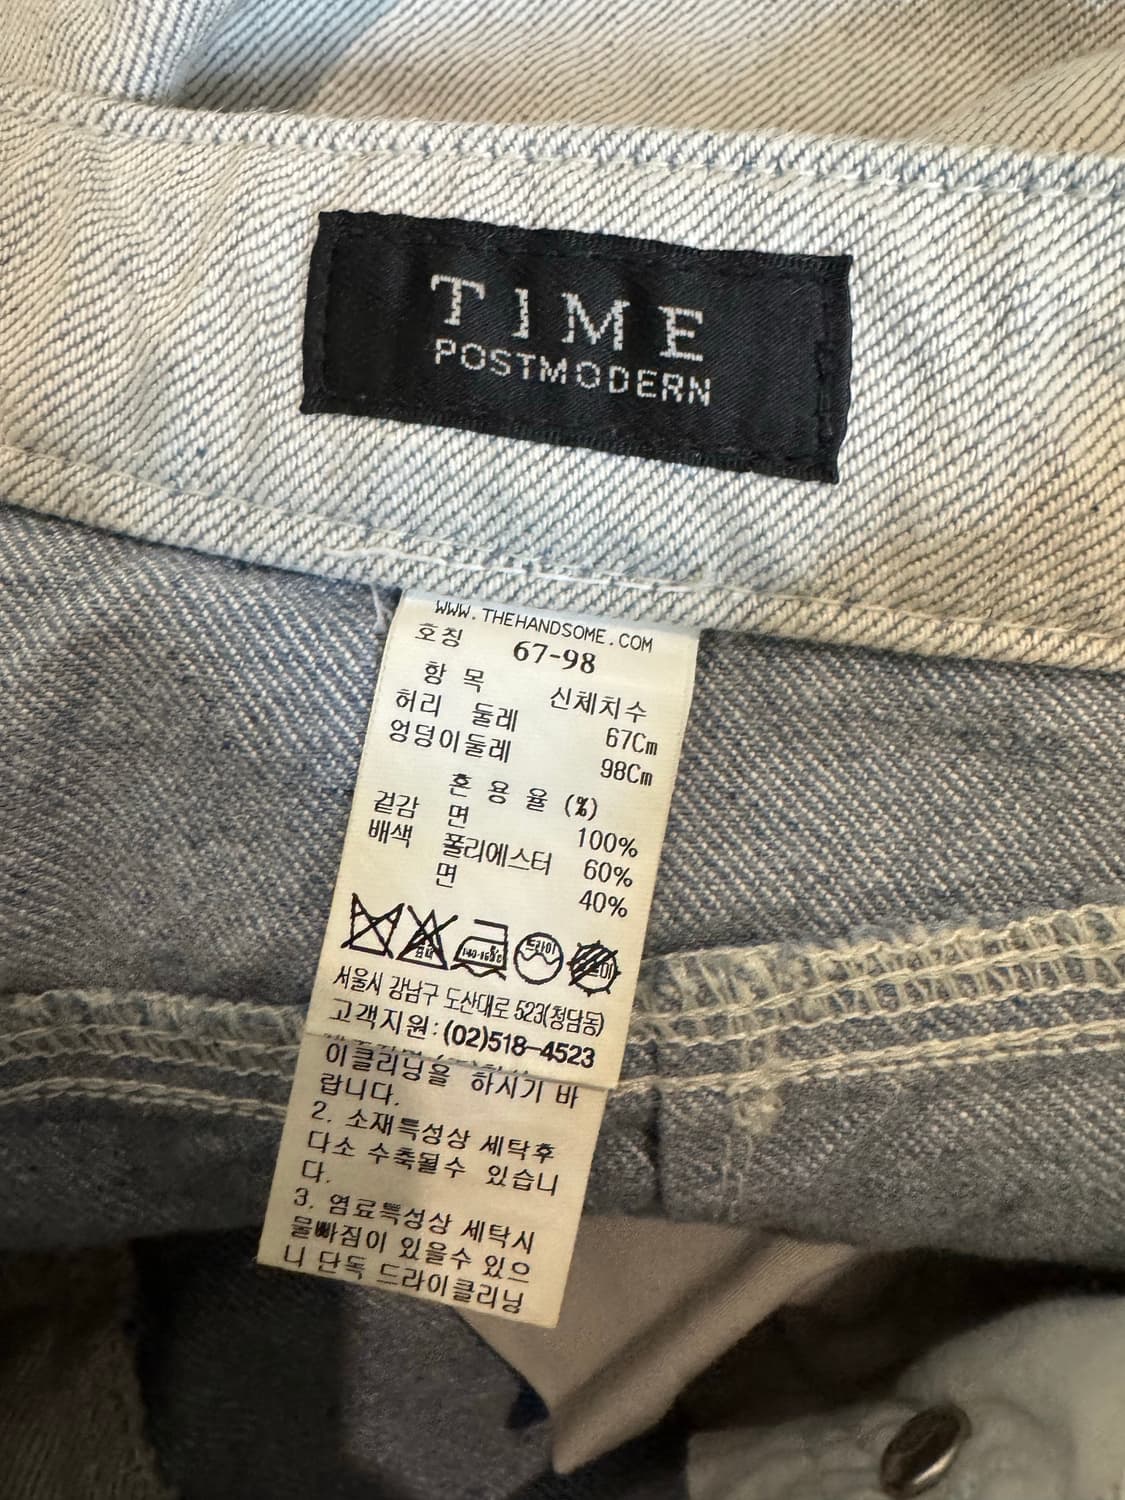 TIME
POSTMODERN
WWW.THEHANDSOME.COM
호칭 67-98
항 목 신체치수
허리 둘레 67Cm
엉덩이둘레 98Cm
혼 용 율 (%)
겉감 면 100%
배색 폴리에스터 60%
면 40%
140-160℃ 드라이
서울시 강남구 도산대로 523(청담동)
고객지원:(02)518-4523
이클리닝을 하시기 바
랍니다.
2. 소재특성상 세탁후
다소 수축될수 있습니
다.
3. 염료특성상 세탁시
물빠짐이 있을수 있으
니 단독 드라이클리닝